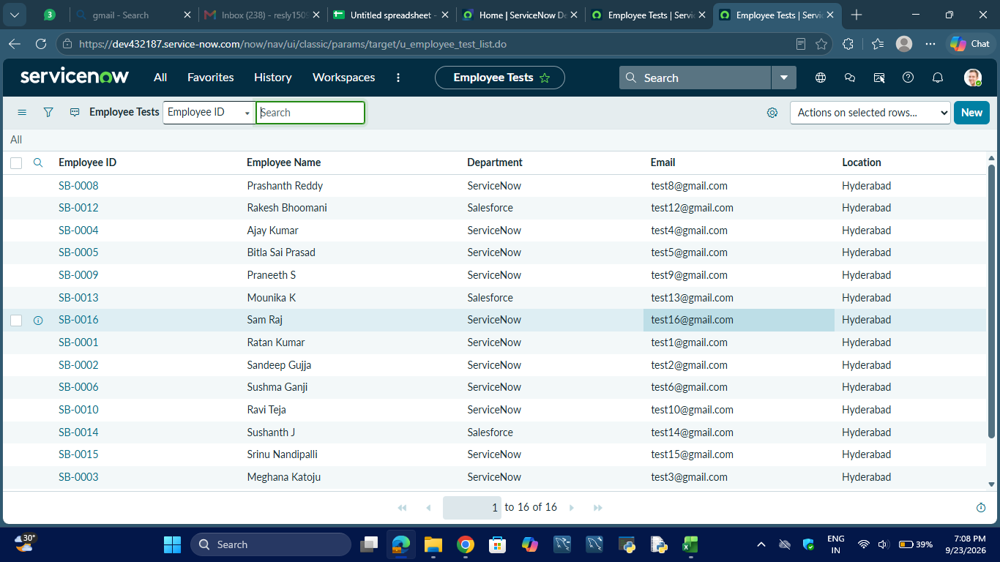 3
gmail - Search
Inbox (238) - resly1509
Untitled spreadsheet -
Home | ServiceNow De
Employee Tests | Servic
Employee Tests | Servic
https://dev432187.service-now.com/now/nav/ui/classic/params/target/u_employee_test_list.do
Chat
servicenow
All
Favorites
History
Workspaces
Employee Tests
Search
Employee Tests
Employee ID
Search
Actions on selected rows...
New
All
Employee ID Employee Name Department Email Location
SB-0008 Prashanth Reddy ServiceNow test8@gmail.com Hyderabad
SB-0012 Rakesh Bhoomani Salesforce test12@gmail.com Hyderabad
SB-0004 Ajay Kumar ServiceNow test4@gmail.com Hyderabad
SB-0005 Bitla Sai Prasad ServiceNow test5@gmail.com Hyderabad
SB-0009 Praneeth S ServiceNow test9@gmail.com Hyderabad
SB-0013 Mounika K Salesforce test13@gmail.com Hyderabad
SB-0016 Sam Raj ServiceNow test16@gmail.com Hyderabad
SB-0001 Ratan Kumar ServiceNow test1@gmail.com Hyderabad
SB-0002 Sandeep Gujja ServiceNow test2@gmail.com Hyderabad
SB-0006 Sushma Ganji ServiceNow test6@gmail.com Hyderabad
SB-0010 Ravi Teja ServiceNow test10@gmail.com Hyderabad
SB-0014 Sushanth J Salesforce test14@gmail.com Hyderabad
SB-0015 Srinu Nandipalli ServiceNow test15@gmail.com Hyderabad
SB-0003 Meghana Katoju ServiceNow test3@gmail.com Hyderabad
1 to 16 of 16
30°
Search
ENG
IN
39%
7:08 PM
9/23/2026